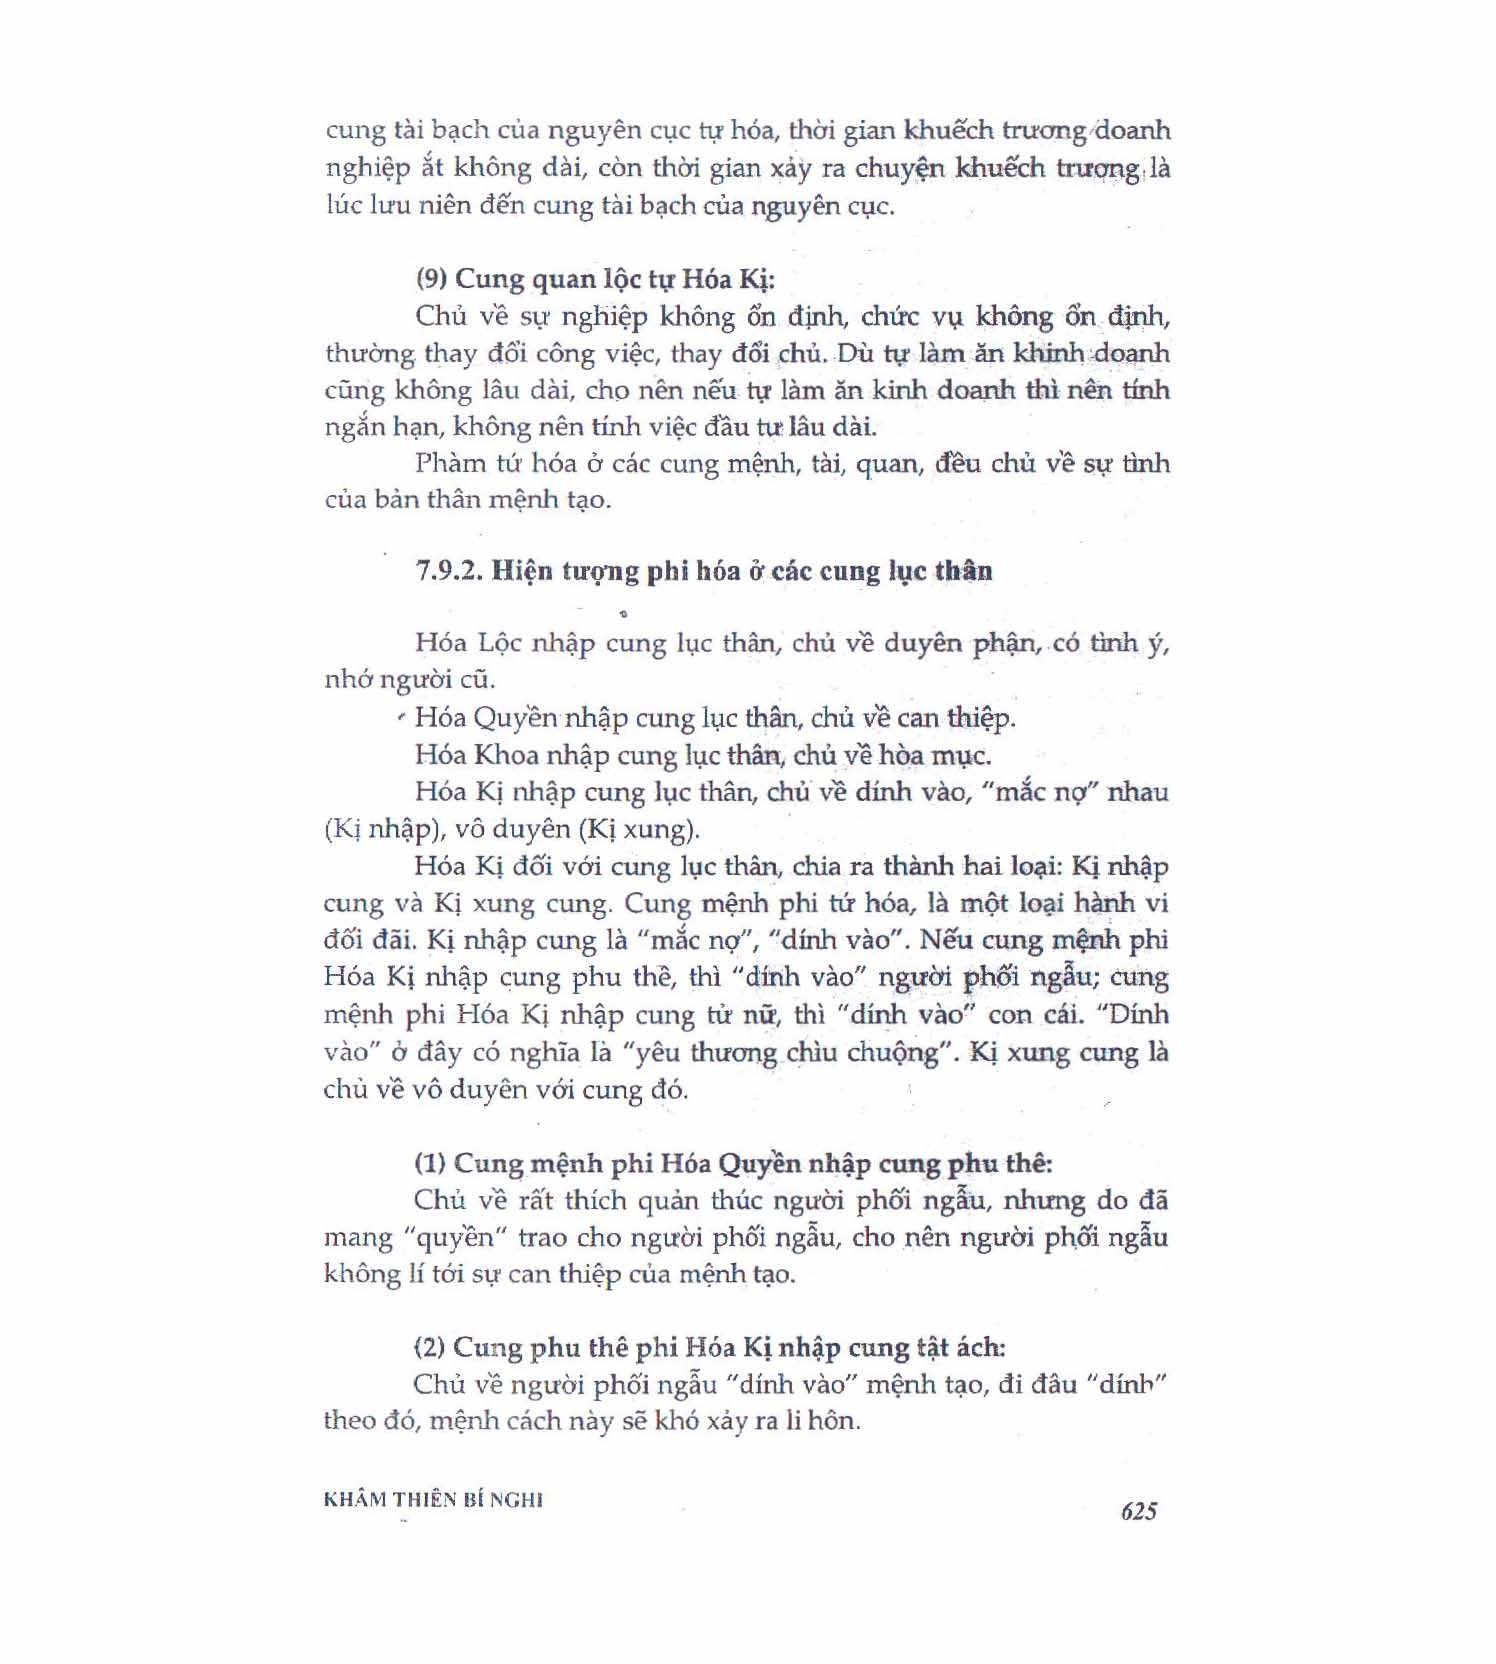 cung tài bạch của nguyên cục tự hóa, thời gian khuếch trương doanh
nghiệp ắt không dài, còn thời gian xảy ra chuyện khuếch trương là
lúc lưu niên đến cung tài bạch của nguyên cục.
(9) Cung quan lộc tự Hóa Kị:
Chủ về sự nghiệp không ổn định, chức vụ không ổn định,
thường thay đổi công việc, thay đổi chủ. Dù tự làm ăn khinh doanh
cũng không lâu dài, cho nên nếu tự làm ăn kinh doanh thì nên tính
ngắn hạn, không nên tính việc đầu tư lâu dài.
Phàm tứ hóa ở các cung mệnh, tài, quan, đều chủ về sự tình
của bản thân mệnh tạo.
7.9.2. Hiện tượng phi hóa ở các cung lục thân
Hóa Lộc nhập cung lục thân, chủ về duyên phận, có tình ý,
nhớ người cũ.
Hóa Quyền nhập cung lục thân, chủ về can thiệp.
Hóa Khoa nhập cung lục thân, chủ về hòa mục.
Hóa Kị nhập cung lục thân, chủ về dính vào, "mắc nợ" nhau
(Kị nhập), vô duyên (Kị xung).
Hóa Kị đối với cung lục thân, chia ra thành hai loại: Kị nhập
cung và Kị xung cung. Cung mệnh phi tứ hóa, là một loại hành vi
đối đãi. Kị nhập cung là "mắc nợ", "dính vào". Nếu cung mệnh phi
Hóa Kị nhập cung phu thề, thì "dính vào" người phối ngẫu; cung
mệnh phi Hóa Kị nhập cung tử nữ, thì "dính vào" con cái. "Dính
vào" ở đây có nghĩa là "yêu thương chìu chuộng". Kị xung cung là
chủ về vô duyên với cung đó.
(1) Cung mệnh phi Hóa Quyền nhập cung phu thê:
Chủ về rất thích quản thúc người phối ngẫu, nhưng do đã
mang "quyền" trao cho người phối ngẫu, cho nên người phối ngẫu
không lí tới sự can thiệp của mệnh tạo.
(2) Cung phu thê phi Hóa Kị nhập cung tật ách:
Chủ về người phối ngẫu "dính vào" mệnh tạo, đi đâu "dính"
theo đó, mệnh cách này sẽ khó xảy ra li hôn.
KHÂM THIÊN BÍ NGHI
625